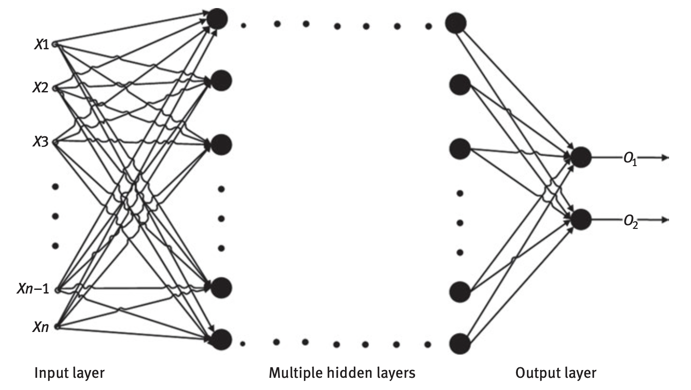 X1
X2
X3
Xn−1
Xn
O1
O2
Input layer
Multiple hidden layers
Output layer